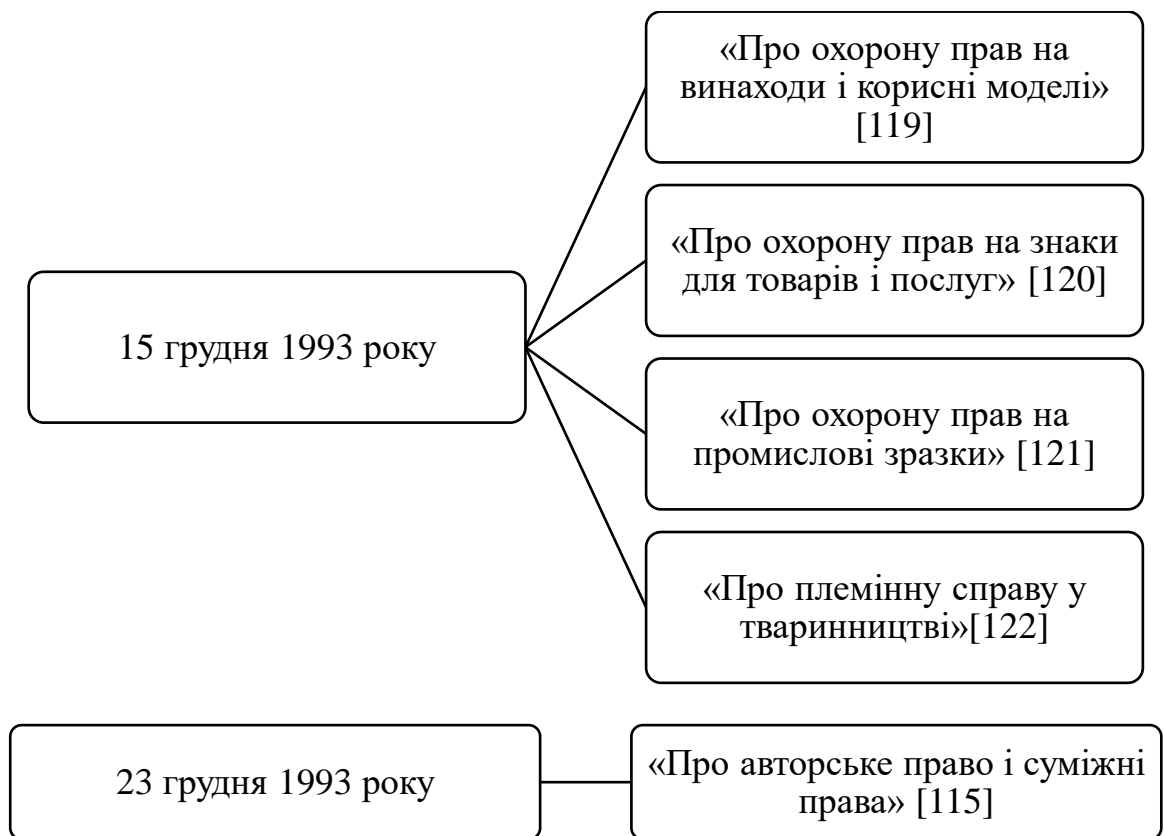 15 грудня 1993 року
«Про охорону прав на
винаходи і корисні моделі»
[119]
«Про охорону прав на знаки
для товарів і послуг» [120]
«Про охорону прав на
промислові зразки» [121]
«Про племінну справу у
тваринництві»[122]
23 грудня 1993 року
«Про авторське право і суміжні
права» [115]